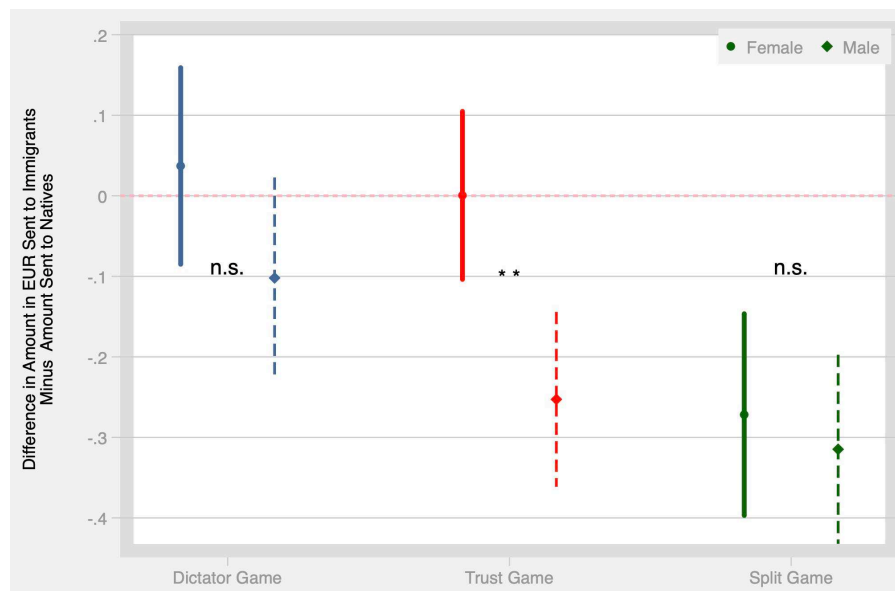 .2
Female
Male
.1
0
-.1
-.2
-.3
-.4
n.s.
* *
n.s.
Difference in Amount in EUR Sent to Immigrants
Minus Amount Sent to Natives
Dictator Game
Trust Game
Split Game